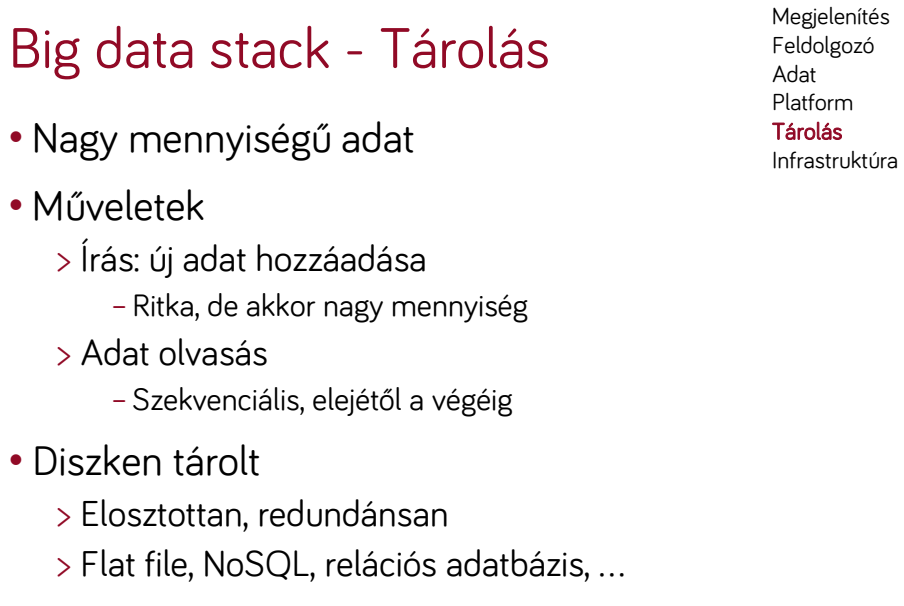 Big data stack - Tárolás
• Nagy mennyiségű adat
• Műveletek
> Írás: új adat hozzáadása
– Ritka, de akkor nagy mennyiség
> Adat olvasás
– Szekvenciális, elejétől a végéig
• Diszken tárolt
> Elosztottan, redundánsan
> Flat file, NoSQL, relációs adatbázis, ...
Megjelenítés
Feldolgozó
Adat
Platform
Tárolás
Infrastruktúra